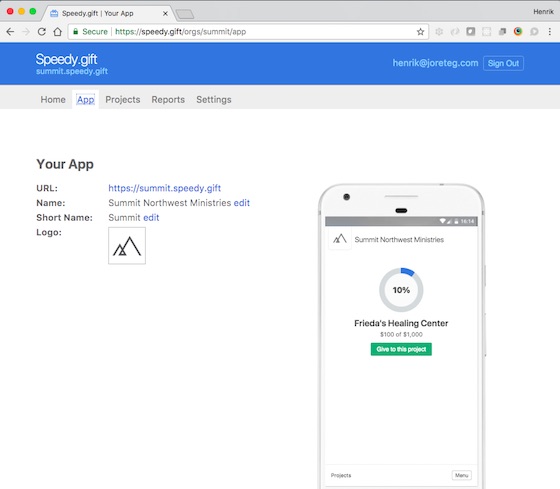 Speedy.gift | Your App
Henrik
Secure
https://speedy.gift/orgs/summit/app
Speedy.gift
summit.speedy.gift
henrik@joreteg.com
Sign Out
Home App Projects Reports Settings
Your App
URL: https://summit.speedy.gift
Name: Summit Northwest Ministries edit
Short Name: Summit edit
Logo:
16:14
Summit Northwest Ministries
10%
Frieda's Healing Center
$100 of $1,000
Give to this project
Projects
Menu